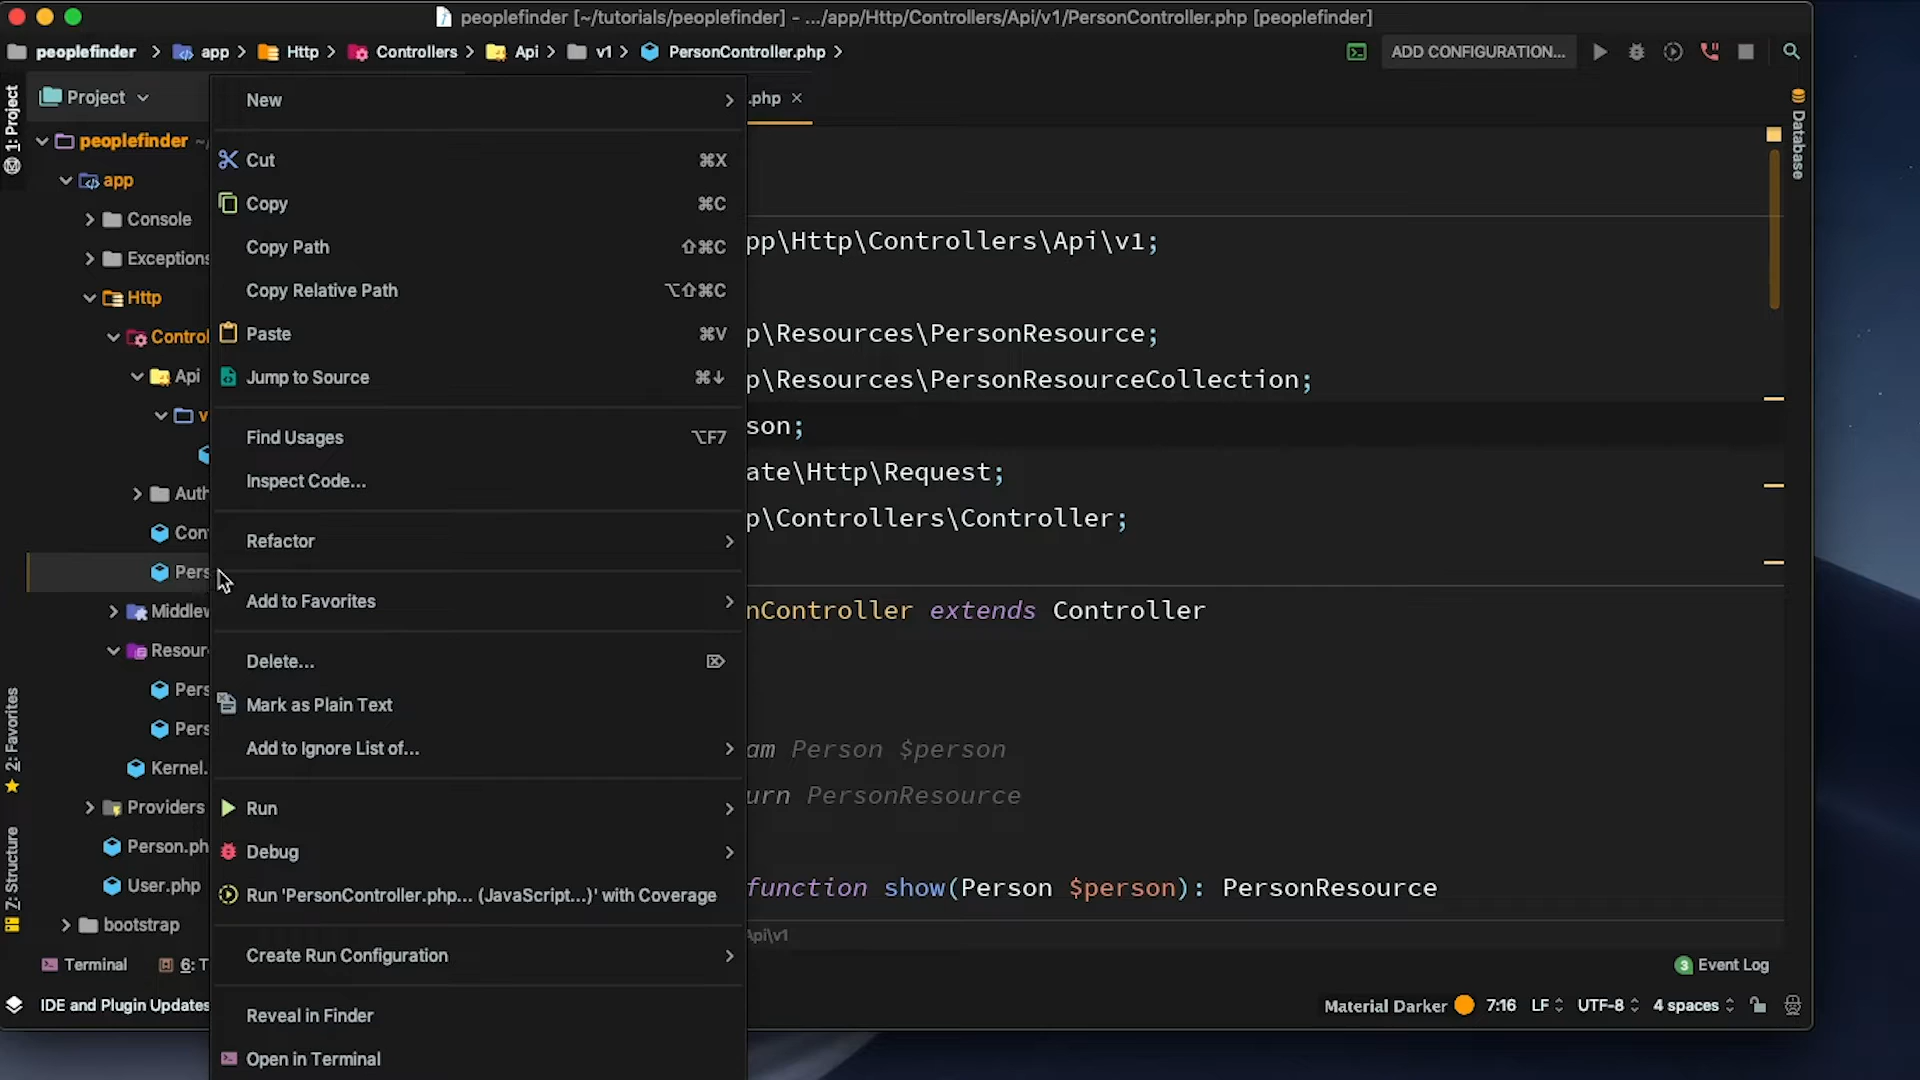 peoplefinder [~/tutorials/peoplefinder] - .../app/Http/Controllers/Api/v1/PersonController.php [peoplefinder]
peoplefinder > app > Http > Controllers > Api > v1 > PersonController.php >
ADD CONFIGURATION...
1: Project
2: Favorites
7: Structure
Project
peoplefinder ~/
app
Console
Exceptions
Http
Control
Api
v
Auth
Con
Pers
Middlew
Resour
Pers
Pers
Kernel.
Providers
Person.ph
User.php
bootstrap
Terminal
6: T
IDE and Plugin Updates
New
Cut ⌘X
Copy ⌘C
Copy Path ⇧⌘C
Copy Relative Path ⌥⇧⌘C
Paste ⌘V
Jump to Source ⌘↓
Find Usages ⌥F7
Inspect Code...
Refactor
Add to Favorites
Delete... ⌦
Mark as Plain Text
Add to Ignore List of...
Run
Debug
Run 'PersonController.php... (JavaScript...)' with Coverage
Create Run Configuration
Reveal in Finder
Open in Terminal
.php ×
pp\Http\Controllers\Api\v1;
p\Resources\PersonResource;
p\Resources\PersonResourceCollection;
son;
ate\Http\Request;
p\Controllers\Controller;
nController extends Controller
am Person $person
urn PersonResource
function show(Person $person): PersonResource
Api\v1
Database
3 Event Log
Material Darker 7:16 LF UTF-8 4 spaces